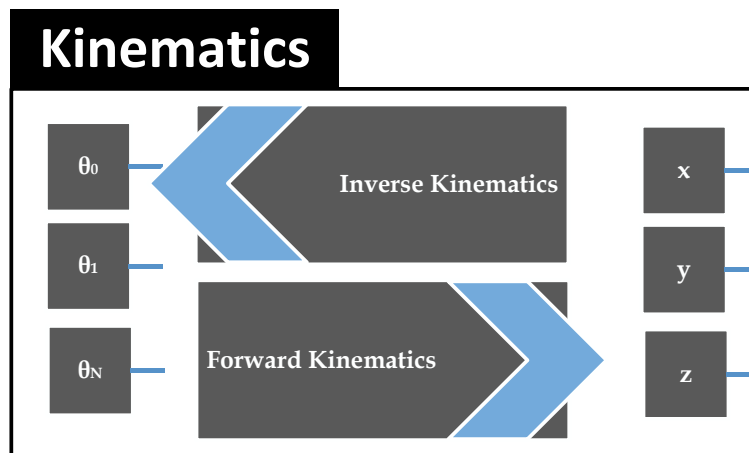 Kinematics
θ0
Inverse Kinematics
x
θ1
y
Forward Kinematics
θN
z